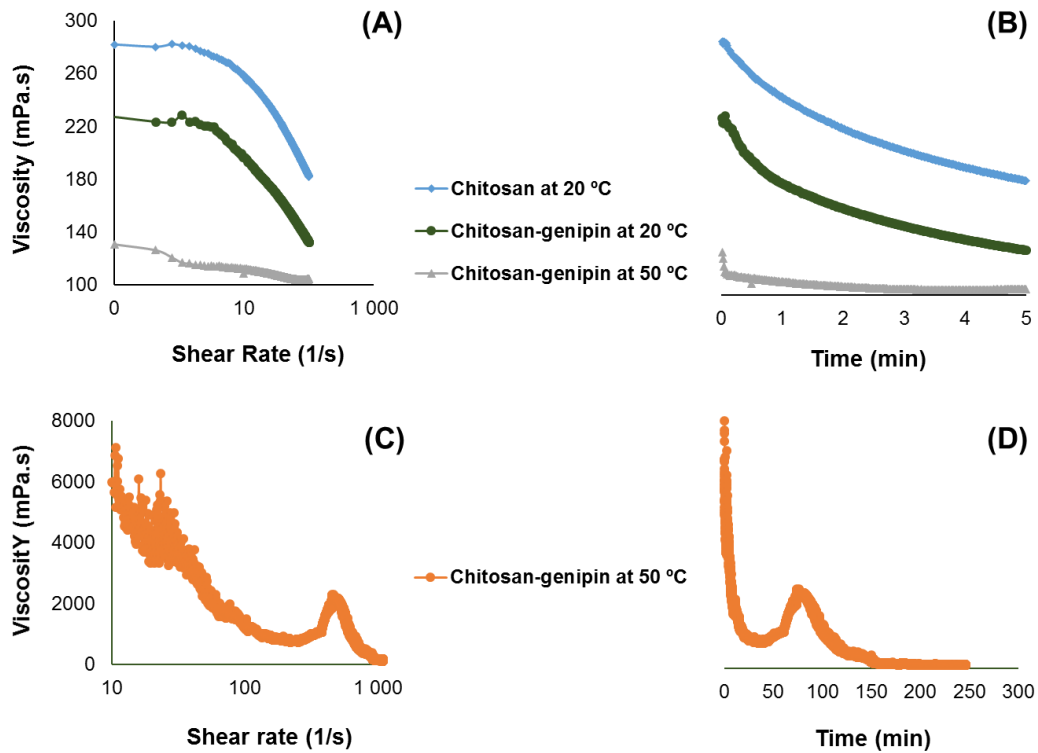 (A)
300
260
220
180
140
100
Viscosity (mPa.s)
0
10
1 000
Shear Rate (1/s)
Chitosan at 20 ºC
Chitosan-genipin at 20 ºC
Chitosan-genipin at 50 ºC
(B)
0
1
2
3
4
5
Time (min)
(C)
8000
6000
4000
2000
0
ViscositY (mPa.s)
10
100
1 000
Shear rate (1/s)
Chitosan-genipin at 50 ºC
(D)
0
50
100
150
200
250
300
Time (min)